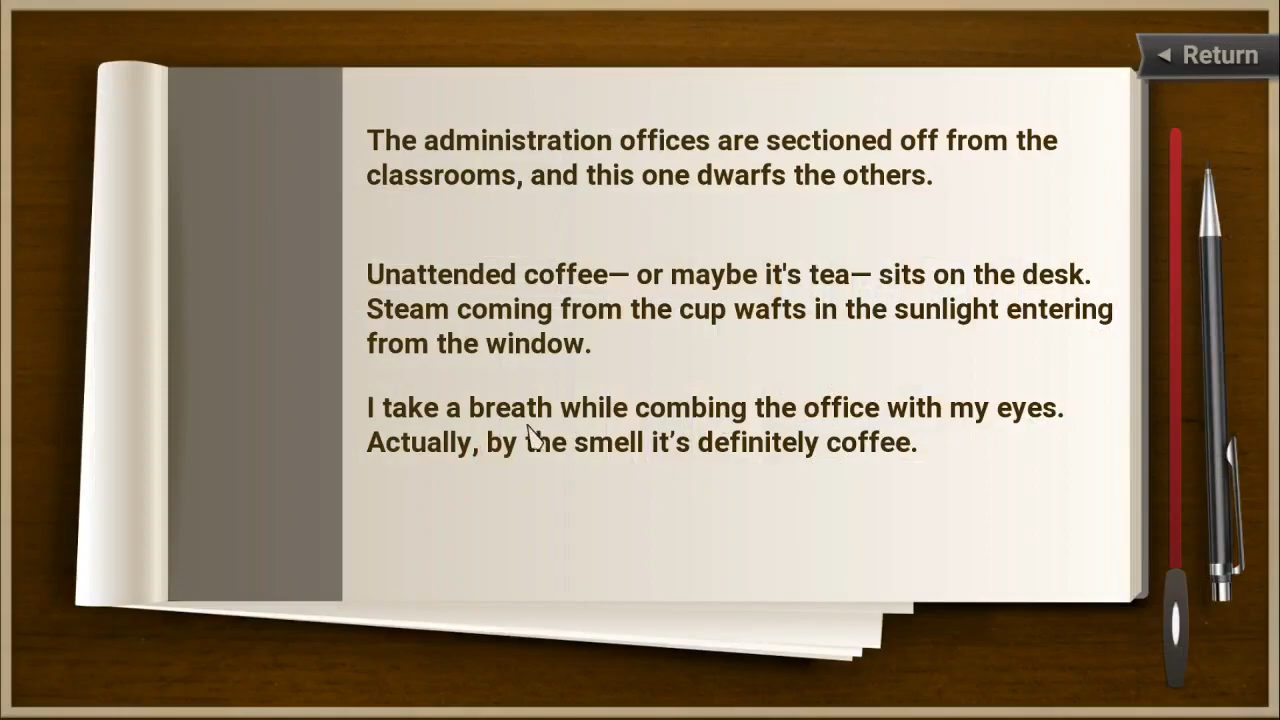 Return
The administration offices are sectioned off from the
classrooms, and this one dwarfs the others.
Unattended coffee— or maybe it's tea— sits on the desk.
Steam coming from the cup wafts in the sunlight entering
from the window.
I take a breath while combing the office with my eyes.
Actually, by the smell it’s definitely coffee.